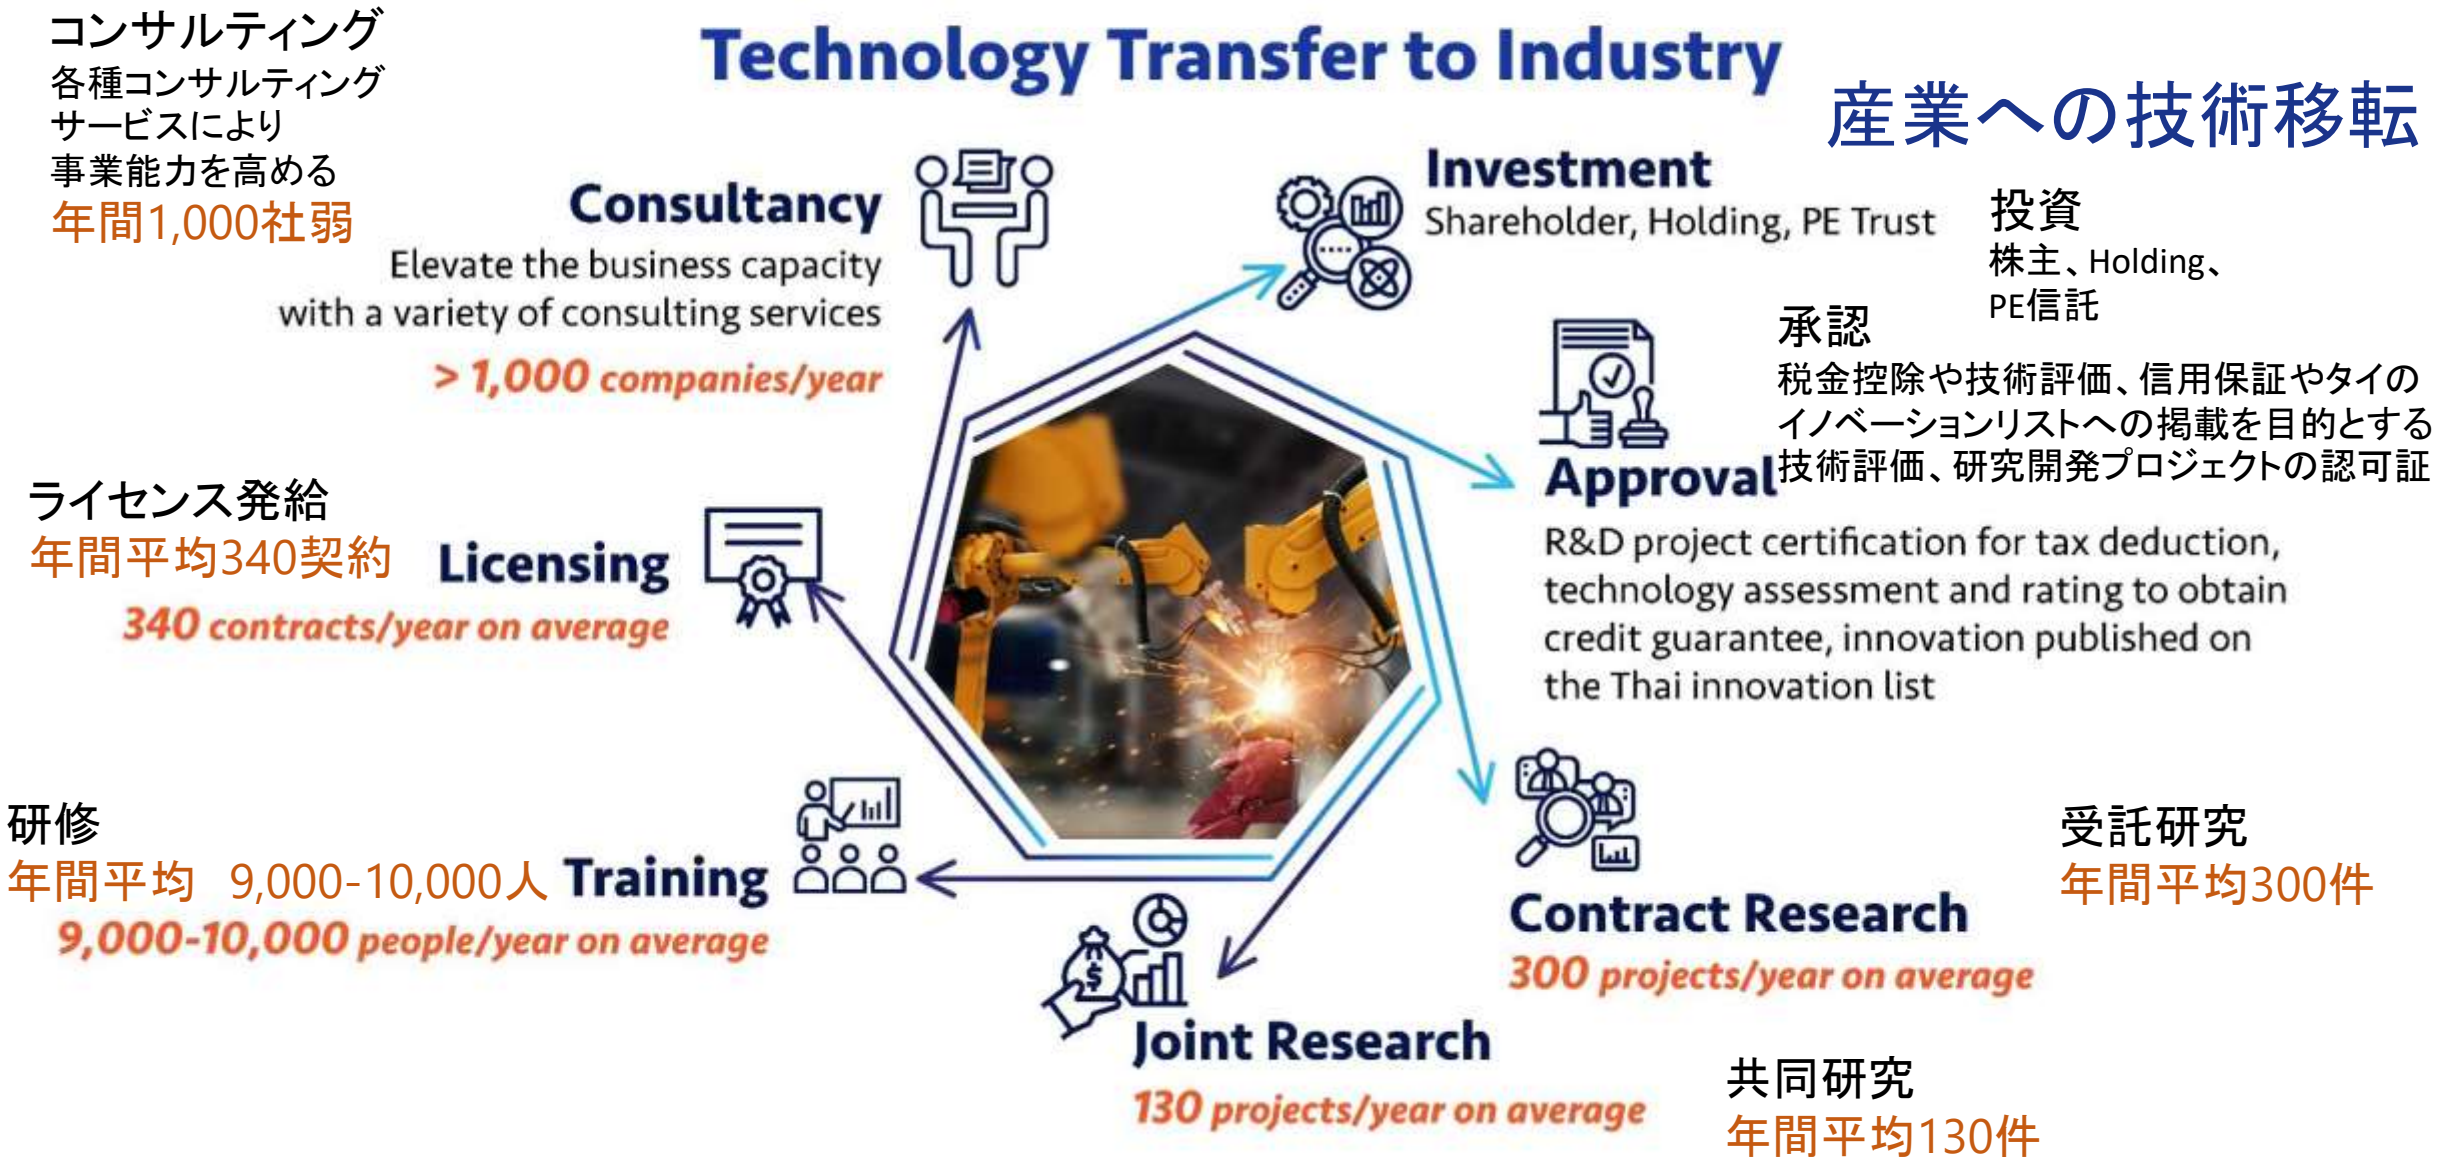 Technology Transfer to Industry
産業への技術移転
コンサルティング
各種コンサルティング
サービスにより
事業能力を高める
年間1,000社弱
Consultancy
Elevate the business capacity
with a variety of consulting services
> 1,000 companies/year
Investment
Shareholder, Holding, PE Trust
投資
株主、Holding、
PE信託
承認
税金控除や技術評価、信用保証やタイの
イノベーションリストへの掲載を目的とする
技術評価、研究開発プロジェクトの認可証
Approval
R&D project certification for tax deduction,
technology assessment and rating to obtain
credit guarantee, innovation published on
the Thai innovation list
ライセンス発給
年間平均340契約
Licensing
340 contracts/year on average
研修
年間平均 9,000-10,000人
Training
9,000-10,000 people/year on average
Contract Research
300 projects/year on average
受託研究
年間平均300件
Joint Research
130 projects/year on average
共同研究
年間平均130件